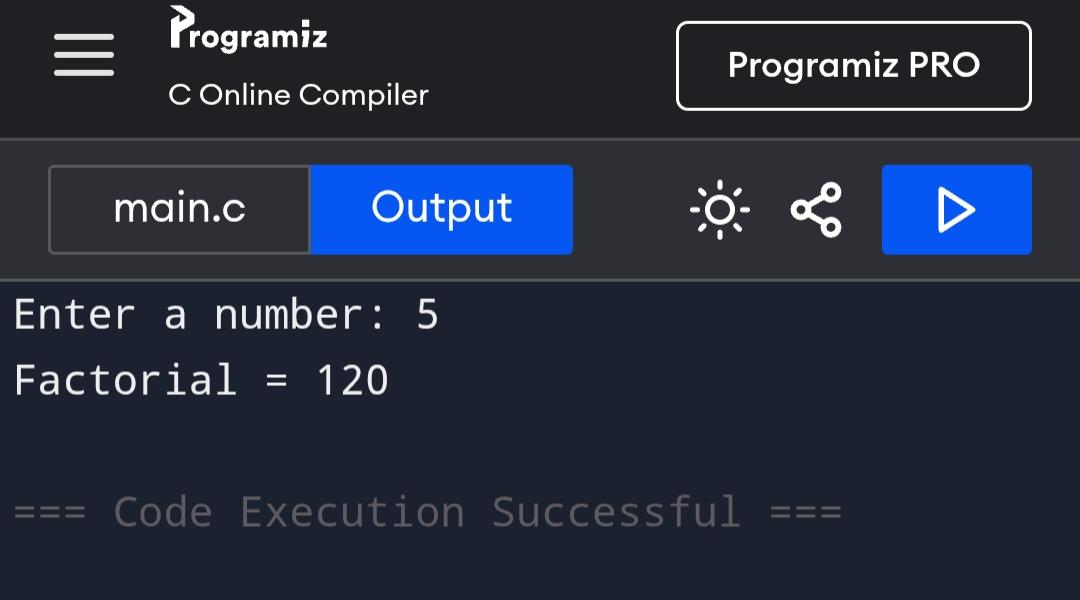 Programiz
C Online Compiler
Programiz PRO
main.c
Output
Enter a number: 5
Factorial = 120
=== Code Execution Successful ===